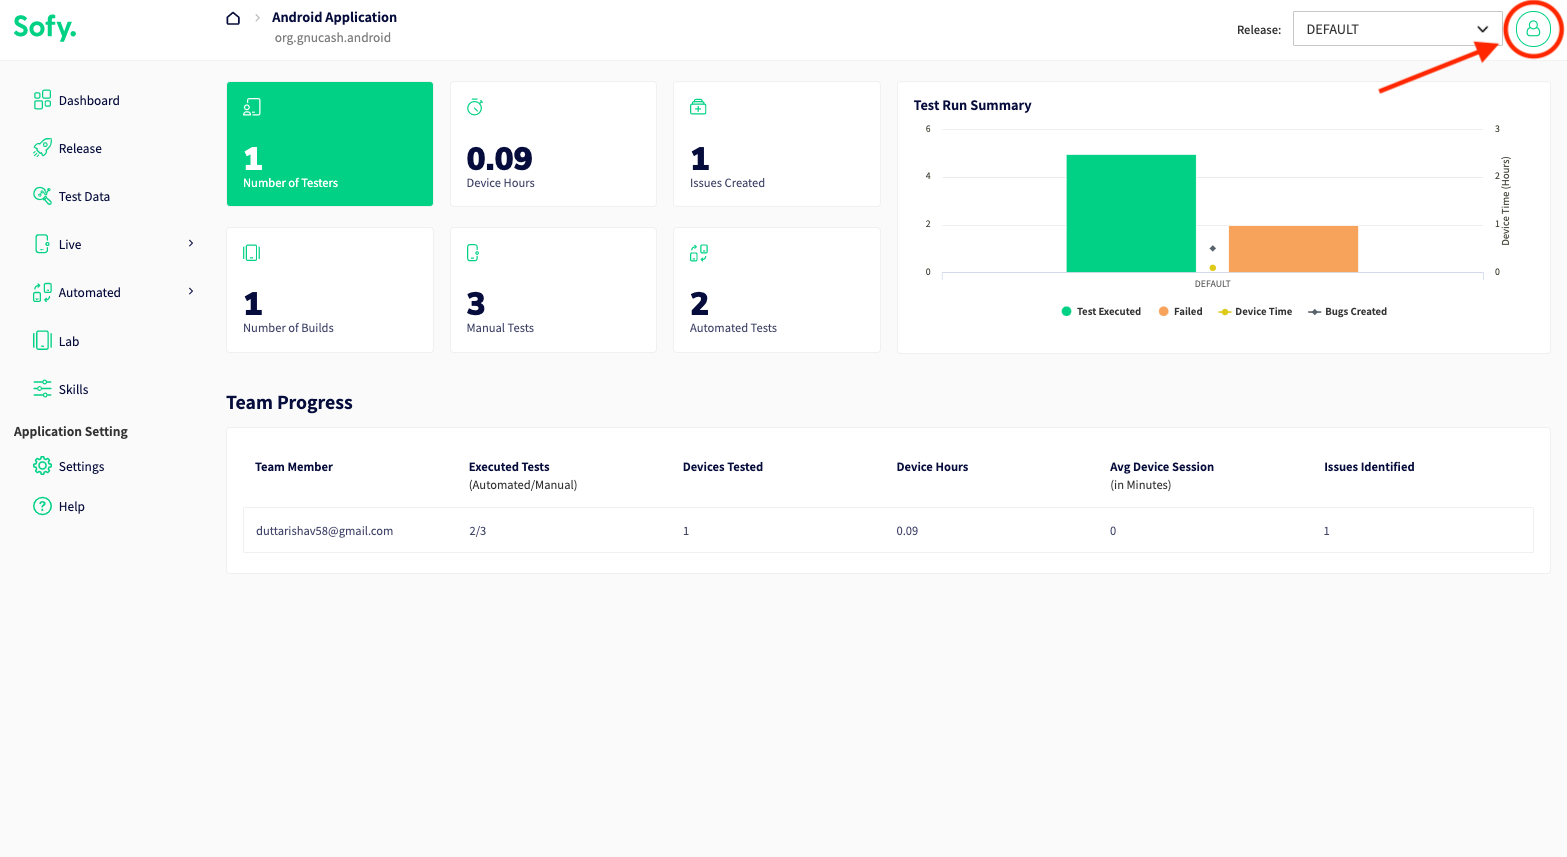 Sofy.
Android Application
org.gnucash.android
Release:
DEFAULT
Dashboard
Release
Test Data
Live
Automated
Lab
Skills
Application Setting
Settings
Help
1
Number of Testers
0.09
Device Hours
1
Issues Created
1
Number of Builds
3
Manual Tests
2
Automated Tests
Test Run Summary
6
4
2
0
3
2
1
0
Device Time (Hours)
DEFAULT
Test Executed
Failed
Device Time
Bugs Created
Team Progress
Team Member Executed Tests Devices Tested Device Hours Avg Device Session Issues Identified
(Automated/Manual) (in Minutes)
duttarishav58@gmail.com 2/3 1 0.09 0 1